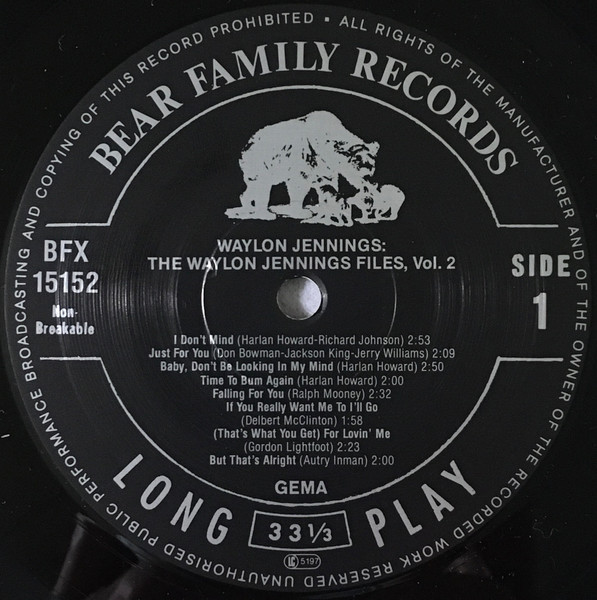 ALL RIGHTS OF THE MANUFACTURER AND OF THE OWNER OF THE RECORDED WORK RESERVED UNAUTHORISED PUBLIC PERFORMANCE BROADCASTING AND COPYING OF THIS RECORD PROHIBITED •
BEAR FAMILY RECORDS
WAYLON JENNINGS:
THE WAYLON JENNINGS FILES, Vol. 2
BFX
15152
Non-
Breakable
SIDE
1
I Don't Mind (Harlan Howard-Richard Johnson) 2:53
Just For You (Don Bowman-Jackson King-Jerry Williams) 2:09
Baby, Don't Be Looking In My Mind (Harlan Howard) 2:50
Time To Bum Again (Harlan Howard) 2:00
Falling For You (Ralph Mooney) 2:32
If You Really Want Me To I'll Go
(Delbert McClinton) 1:58
(That's What You Get) For Lovin' Me
(Gordon Lightfoot) 2:23
But That's Alright (Autry Inman) 2:00
GEMA
LONG 33 1/3 PLAY
LC 5197